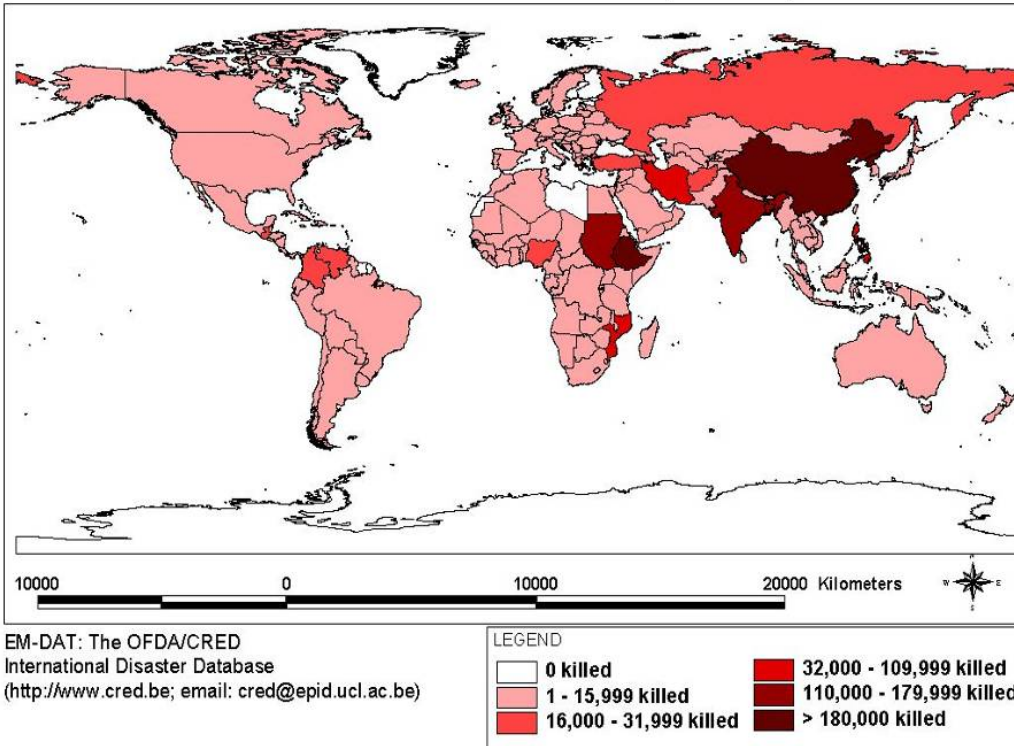 10000 0 10000 20000 Kilometers
N
W E
S
EM-DAT: The OFDA/CRED
International Disaster Database
(http://www.cred.be; email: cred@epid.ucl.ac.be)
LEGEND
0 killed
1 - 15,999 killed
16,000 - 31,999 killed
32,000 - 109,999 killed
110,000 - 179,999 killed
> 180,000 killed